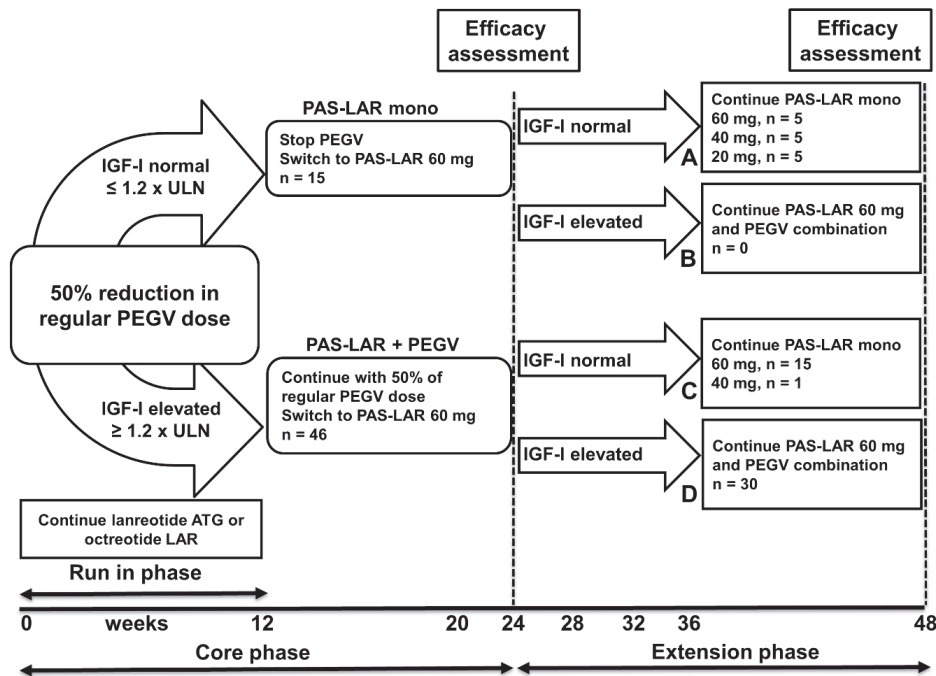 Efficacy
assessment
Efficacy
assessment
PAS-LAR mono
IGF-I normal
≤ 1.2 x ULN
Stop PEGV
Switch to PAS-LAR 60 mg
n = 15
IGF-I normal
A
Continue PAS-LAR mono
60 mg, n = 5
40 mg, n = 5
20 mg, n = 5
IGF-I elevated
B
Continue PAS-LAR 60 mg
and PEGV combination
n = 0
50% reduction in
regular PEGV dose
PAS-LAR + PEGV
IGF-I elevated
≥ 1.2 x ULN
Continue with 50% of
regular PEGV dose
Switch to PAS-LAR 60 mg
n = 46
IGF-I normal
C
Continue PAS-LAR mono
60 mg, n = 15
40 mg, n = 1
IGF-I elevated
D
Continue PAS-LAR 60 mg
and PEGV combination
n = 30
Continue lanreotide ATG or
octreotide LAR
Run in phase
0 weeks 12 20 24 28 32 36 48
Core phase
Extension phase